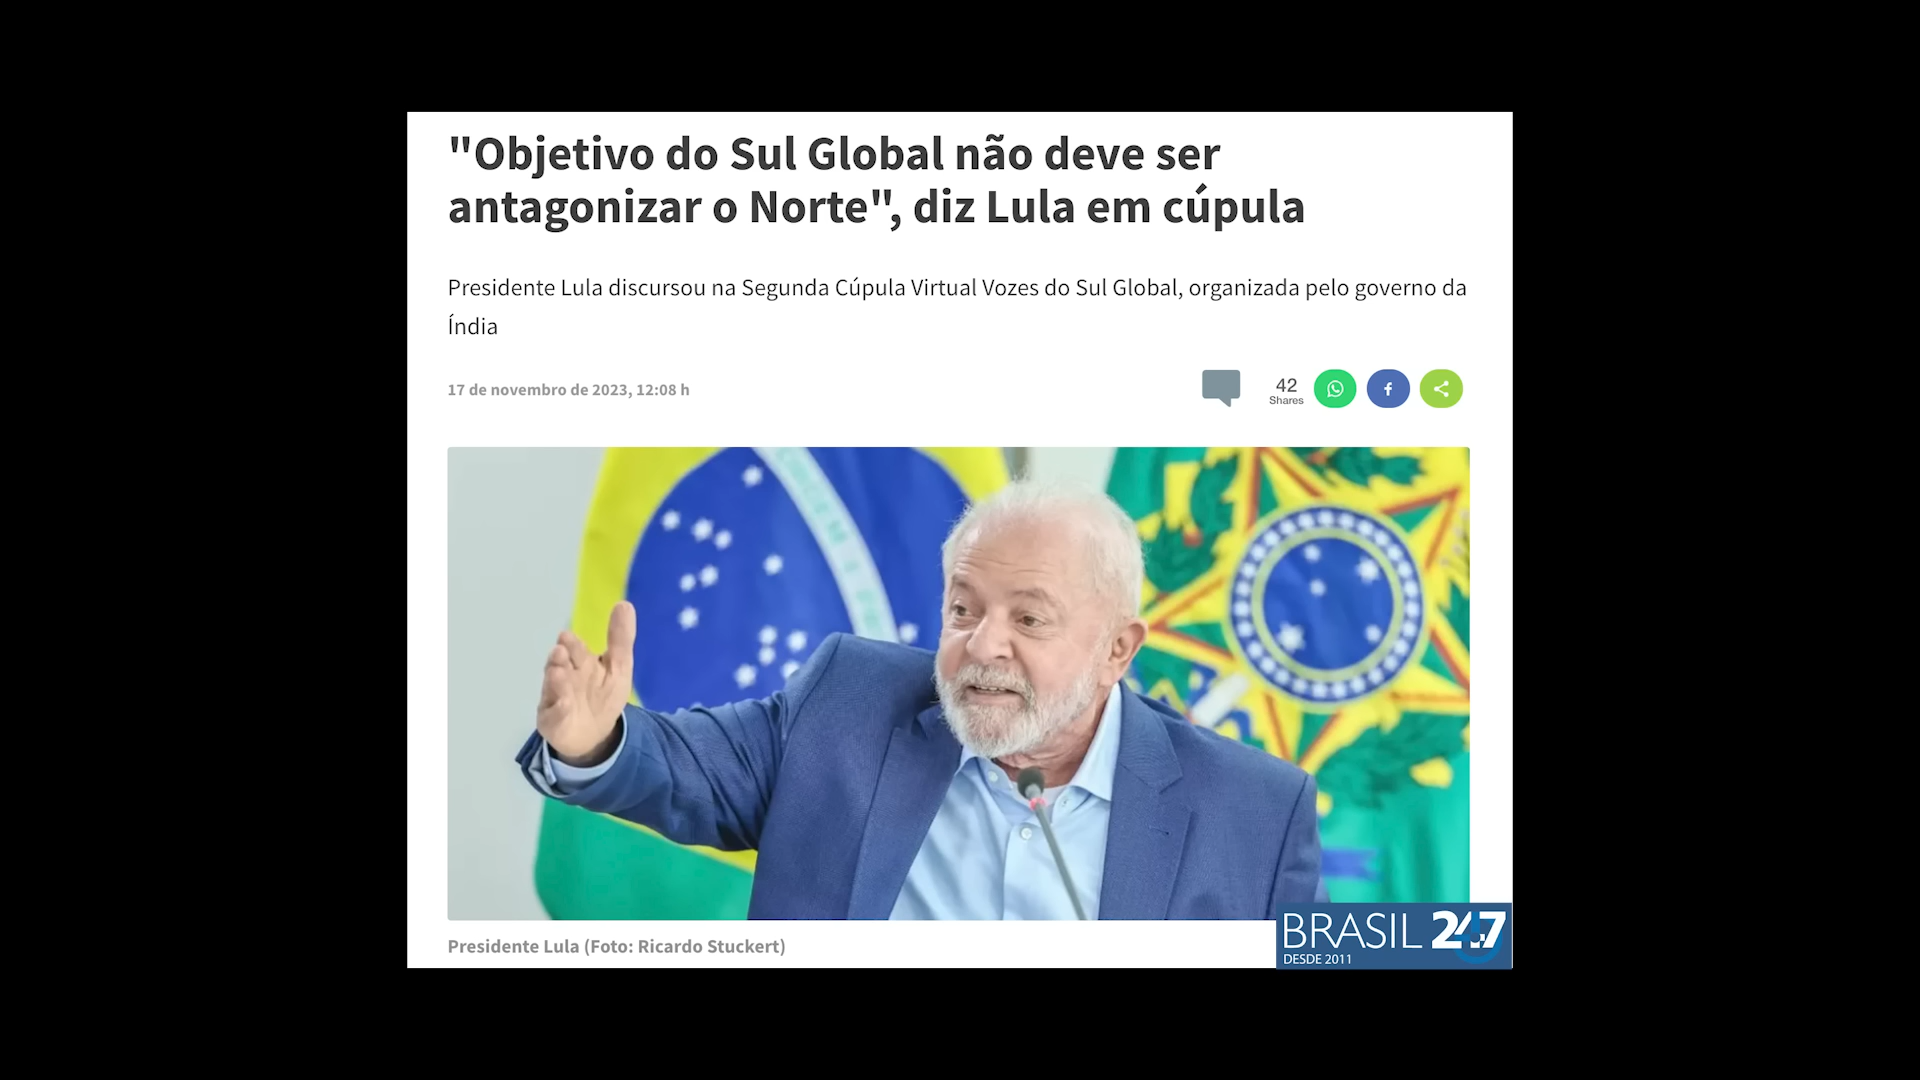 "Objetivo do Sul Global não deve ser
antagonizar o Norte", diz Lula em cúpula
Presidente Lula discursou na Segunda Cúpula Virtual Vozes do Sul Global, organizada pelo governo da
Índia
17 de novembro de 2023, 12:08 h
42
Shares
Presidente Lula (Foto: Ricardo Stuckert)
BRASIL 247
DESDE 2011